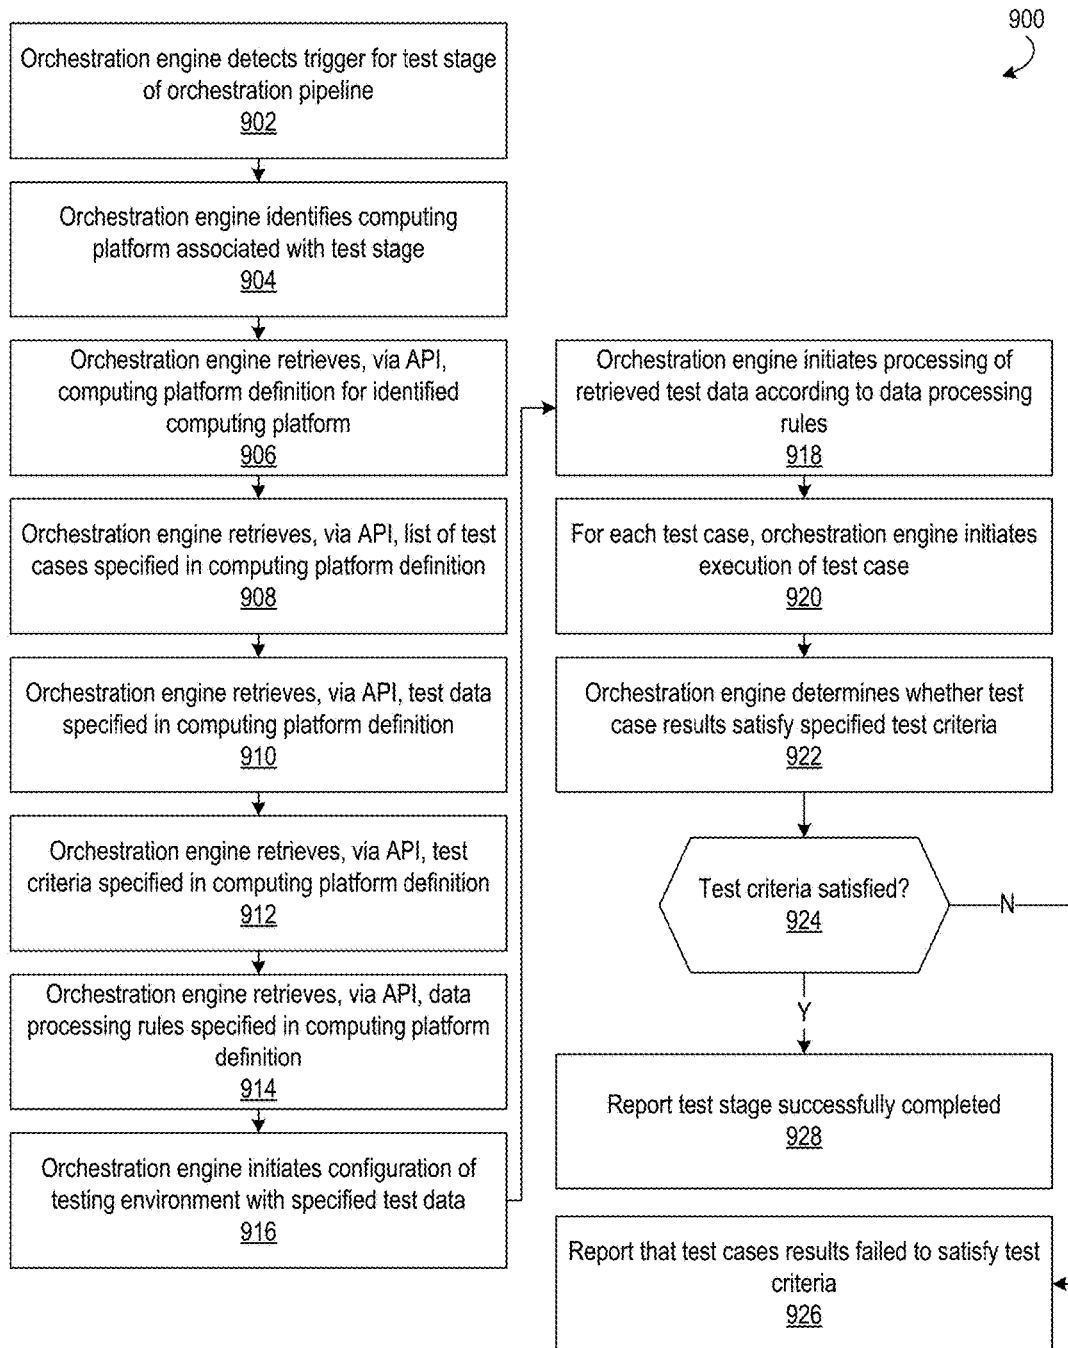 900
Orchestration engine detects trigger for test stage
of orchestration pipeline
902
Orchestration engine identifies computing
platform associated with test stage
904
Orchestration engine retrieves, via API,
computing platform definition for identified
computing platform
906
Orchestration engine retrieves, via API, list of test
cases specified in computing platform definition
908
Orchestration engine retrieves, via API, test data
specified in computing platform definition
910
Orchestration engine retrieves, via API, test
criteria specified in computing platform definition
912
Orchestration engine retrieves, via API, data
processing rules specified in computing platform
definition
914
Orchestration engine initiates configuration of
testing environment with specified test data
916
Orchestration engine initiates processing of
retrieved test data according to data processing
rules
918
For each test case, orchestration engine initiates
execution of test case
920
Orchestration engine determines whether test
case results satisfy specified test criteria
922
Test criteria satisfied?
924
N
Y
Report test stage successfully completed
928
Report that test cases results failed to satisfy test
criteria
926